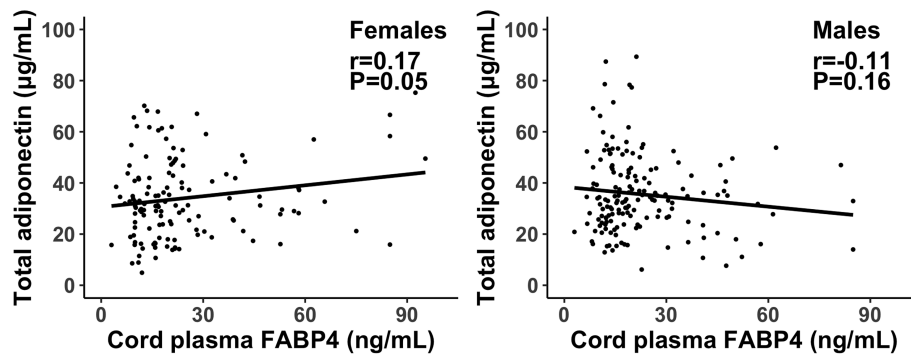 Females
r=0.17
P=0.05
Total adiponectin (µg/mL)
100
80
60
40
20
0
0 30 60 90
Cord plasma FABP4 (ng/mL)
Males
r=-0.11
P=0.16
Total adiponectin (µg/mL)
100
80
60
40
20
0
0 30 60 90
Cord plasma FABP4 (ng/mL)